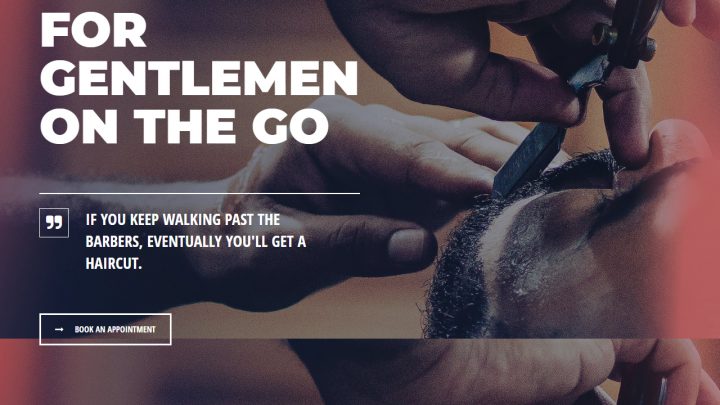 FOR
GENTLEMEN
ON THE GO
IF YOU KEEP WALKING PAST THE
BARBERS, EVENTUALLY YOU'LL GET A
HAIRCUT.
BOOK AN APPOINTMENT